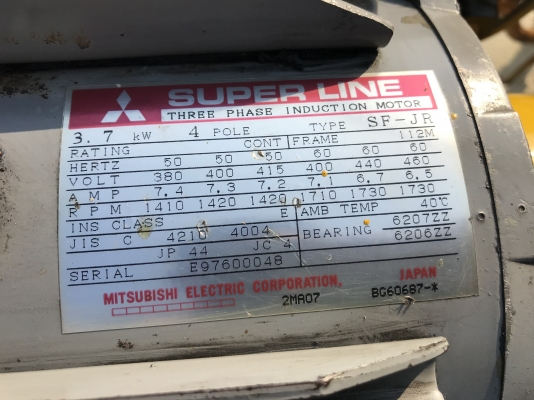 SUPER LINE
THREE PHASE INDUCTION MOTOR
3.7 kW 4 POLE TYPE SF-JR
RATING CONT FRAME 112M
HERTZ 50 50 50 60 60 60
VOLT 380 400 415 400 440 460
AMP 7.4 7.3 7.2 7.1 6.7 6.5
RPM 1410 1420 1420 1710 1730 1730
INS CLASS E AMB TEMP 40℃
JIS C 4210 4004 BEARING 6207ZZ
JP 44 JC 4 6206ZZ
SERIAL E97600048
MITSUBISHI ELECTRIC CORPORATION, JAPAN
2MA07 BG60687-*